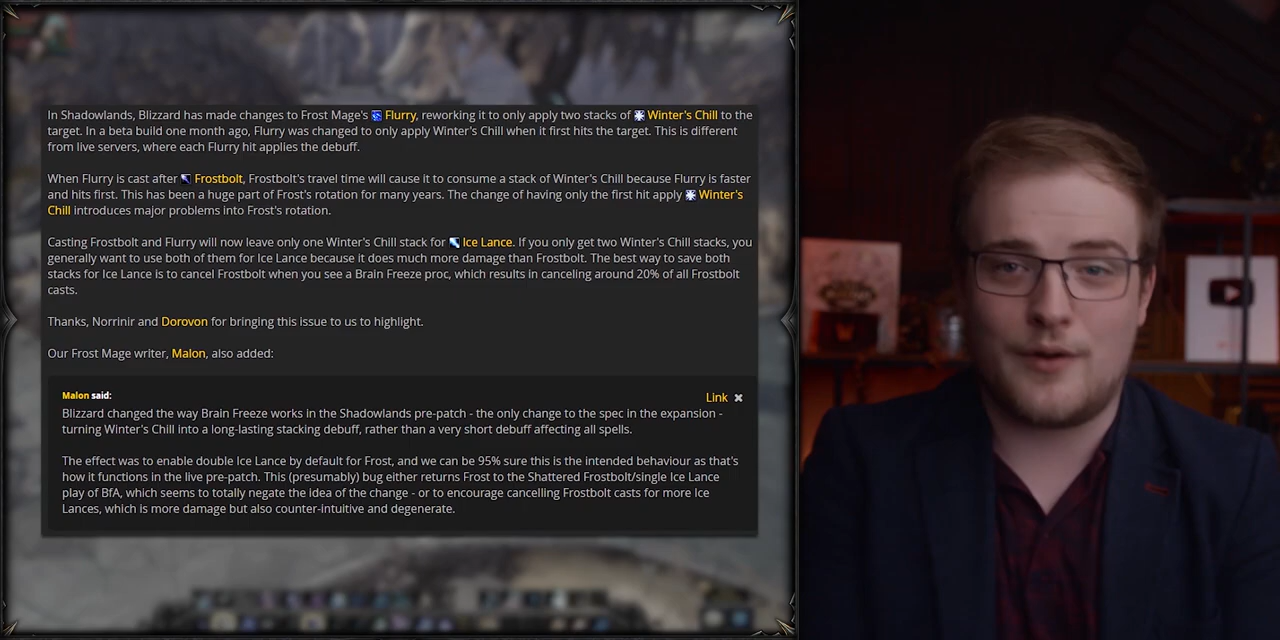 In Shadowlands, Blizzard has made changes to Frost Mage's Flurry, reworking it to only apply two stacks of Winter's Chill to the
target. In a beta build one month ago, Flurry was changed to only apply Winter's Chill when it first hits the target. This is different
from live servers, where each Flurry hit applies the debuff.
When Flurry is cast after Frostbolt, Frostbolt's travel time will cause it to consume a stack of Winter's Chill because Flurry is faster
and hits first. This has been a huge part of Frost's rotation for many years. The change of having only the first hit apply Winter's
Chill introduces major problems into Frost's rotation.
Casting Frostbolt and Flurry will now leave only one Winter's Chill stack for Ice Lance. If you only get two Winter's Chill stacks, you
generally want to use both of them for Ice Lance because it does much more damage than Frostbolt. The best way to save both
stacks for Ice Lance is to cancel Frostbolt when you see a Brain Freeze proc, which results in canceling around 20% of all Frostbolt
casts.
Thanks, Norrinir and Dorovon for bringing this issue to us to highlight.
Our Frost Mage writer, Malon, also added:
Malon said:
Link ✖
Blizzard changed the way Brain Freeze works in the Shadowlands pre-patch - the only change to the spec in the expansion -
turning Winter's Chill into a long-lasting stacking debuff, rather than a very short debuff affecting all spells.
The effect was to enable double Ice Lance by default for Frost, and we can be 95% sure this is the intended behaviour as that's
how it functions in the live pre-patch. This (presumably) bug either returns Frost to the Shattered Frostbolt/single Ice Lance
play of BfA, which seems to totally negate the idea of the change - or to encourage cancelling Frostbolt casts for more Ice
Lances, which is more damage but also counter-intuitive and degenerate.